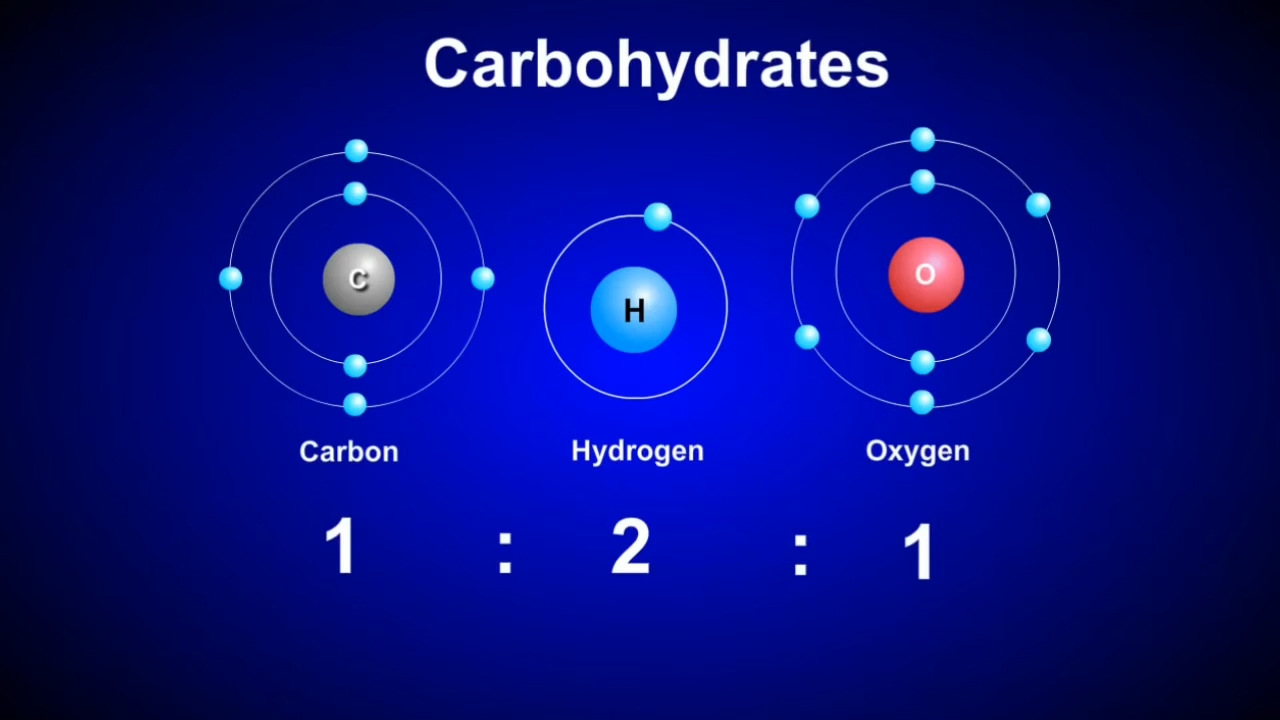 Carbohydrates
C
H
O
Carbon Hydrogen Oxygen
1 : 2 : 1